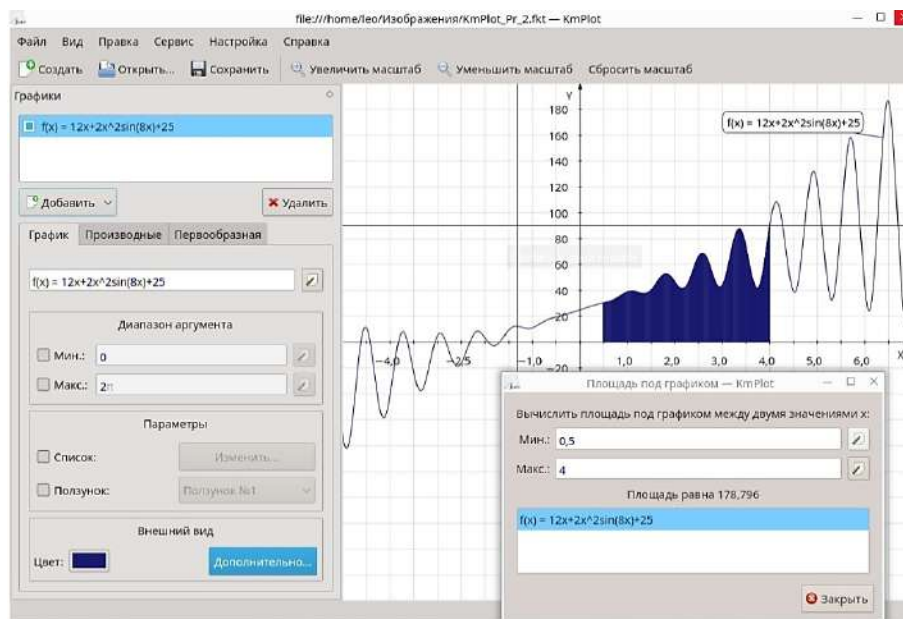 file:///home/leo/Изображения/KmPlot_Pr_2.fkt — KmPlot
Файл Вид Правка Сервис Настройка Справка
Создать Открыть... Сохранить Увеличить масштаб Уменьшить масштаб Сбросить масштаб
Графики
f(x) = 12x+2x^2sin(8x)+25
Добавить Удалить
График Производные Первообразная
f(x) = 12x+2x^2sin(8x)+25
Диапазон аргумента
Мин.: 0
Макс.: 2π
Параметры
Список: Изменить...
Ползунок: Ползунок №1
Внешний вид
Цвет: Дополнительно...
Y
180
160
140
120
100
80
60
40
20
-20
f(x) = 12x+2x^2sin(8x)+25
-4,0 -2,5 -1,0 1,0 2,0 3,0 4,0 5,0 6,0 X
Площадь под графиком — KmPlot
Вычислить площадь под графиком между двумя значениями x:
Мин.: 0,5
Макс.: 4
Площадь равна 178,796
f(x) = 12x+2x^2sin(8x)+25
Закрыть